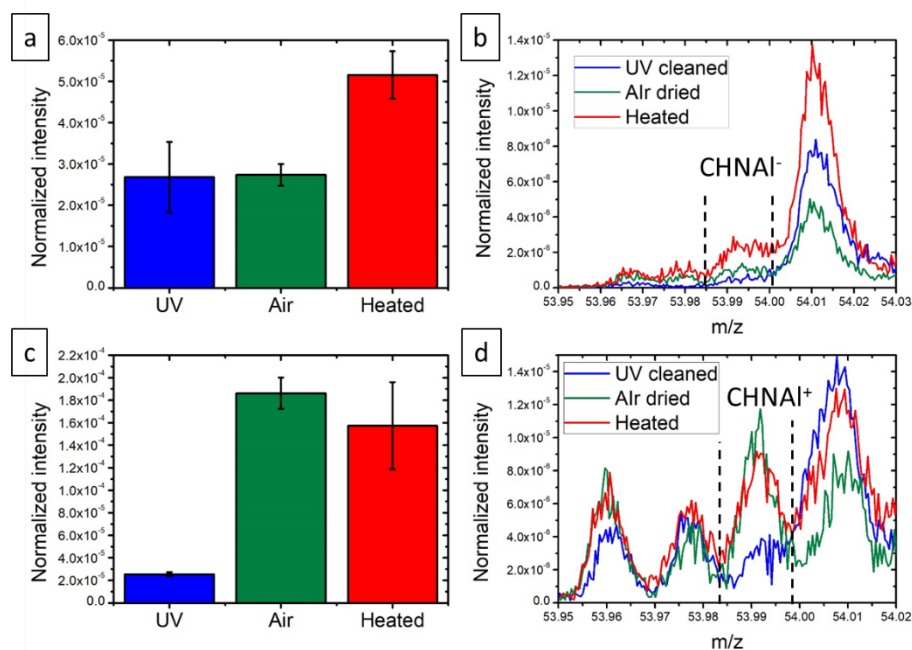 a
Normalized intensity
6.0x10⁻⁵
5.0x10⁻⁵
4.0x10⁻⁵
3.0x10⁻⁵
2.0x10⁻⁵
1.0x10⁻⁵
0.0
UV
Air
Heated
b
Normalized intensity
1.4x10⁻⁵
1.2x10⁻⁵
1.0x10⁻⁵
8.0x10⁻⁶
6.0x10⁻⁶
4.0x10⁻⁶
2.0x10⁻⁶
0.0
UV cleaned
AIr dried
Heated
CHNAl⁻
53.95 53.96 53.97 53.98 53.99 54.00 54.01 54.02 54.03
m/z
c
Normalized intensity
2.2x10⁻⁴
2.0x10⁻⁴
1.8x10⁻⁴
1.6x10⁻⁴
1.4x10⁻⁴
1.2x10⁻⁴
1.0x10⁻⁴
8.0x10⁻⁵
6.0x10⁻⁵
4.0x10⁻⁵
2.0x10⁻⁵
0.0
UV
Air
Heated
d
Normalized intensity
1.4x10⁻⁵
1.2x10⁻⁵
1.0x10⁻⁵
8.0x10⁻⁶
6.0x10⁻⁶
4.0x10⁻⁶
2.0x10⁻⁶
0.0
UV cleaned
AIr dried
Heated
CHNAl⁺
53.95 53.96 53.97 53.98 53.99 54.00 54.01 54.02
m/z